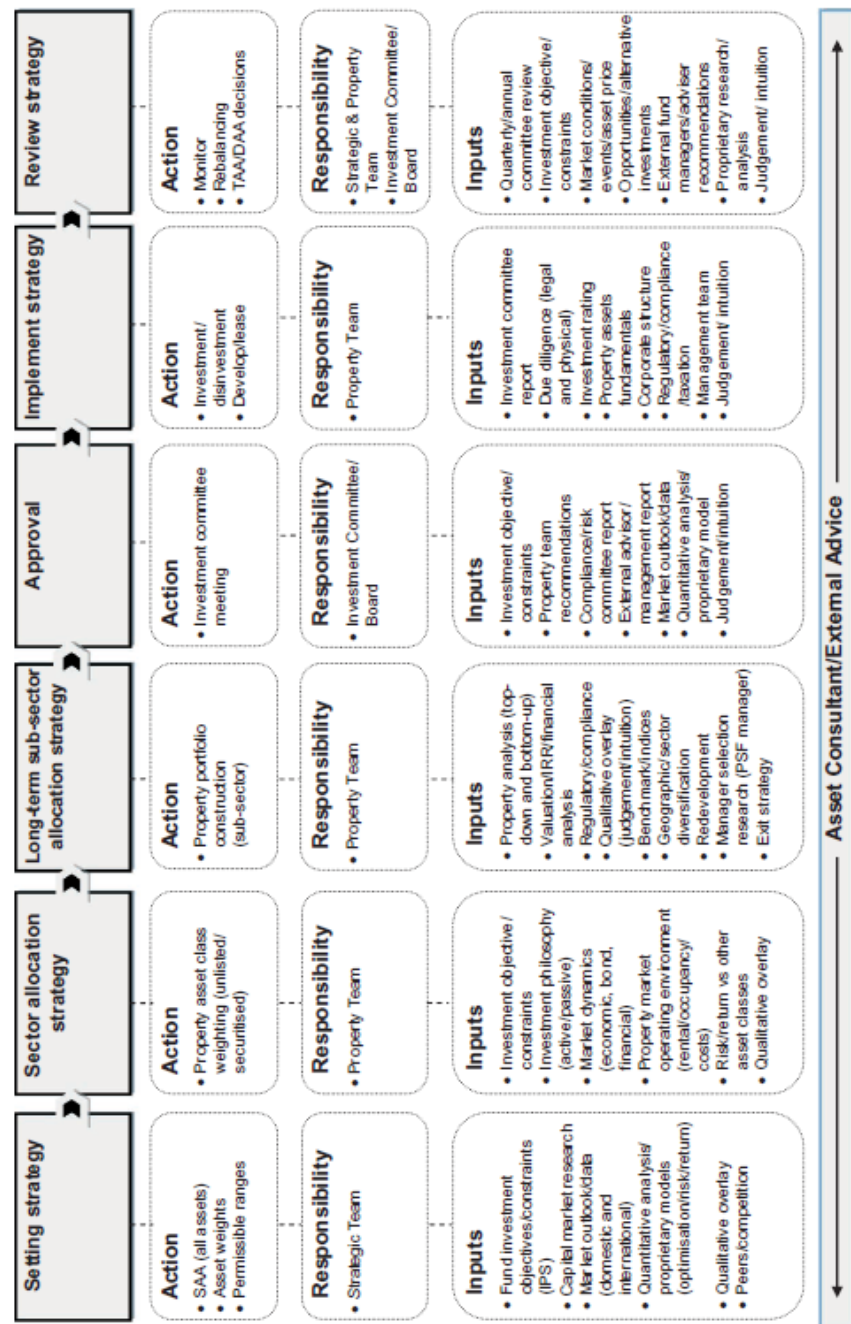 Setting strategy
Action
• SAA (all assets)
• Asset weights
• Permissible ranges
Responsibility
• Strategic Team
Inputs
• Fund investment
objectives/constraints
(IPS)
• Capital market research
• Market outlook/data
(domestic and
international)
• Quantitative analysis/
proprietary models
(optimisation/risk/return)
• Qualitative overlay
• Peers/competition
Sector allocation
strategy
Action
• Property asset class
weighting (unlisted/
securitised)
Responsibility
• Property Team
Inputs
• Investment objective/
constraints
• Investment philosophy
(active/passive)
• Market dynamics
(economic, bond,
financial)
• Property market
operating environment
(rental/occupancy/
costs)
• Risk/return vs other
asset classes
• Qualitative overlay
Long-term sub-sector
allocation strategy
Action
• Property portfolio
construction
(sub-sector)
Responsibility
• Property Team
Inputs
• Property analysis (top-
down and bottom-up)
• Valuation/IRR/financial
analysis
• Regulatory/compliance
• Qualitative overlay
(judgement/intuition)
• Benchmark/indices
• Geographic/sector
diversification
• Redevelopment
• Manager selection
research (PSF manager)
• Exit strategy
Approval
Action
• Investment committee
meeting
Responsibility
• Investment Committee/
Board
Inputs
• Investment objective/
constraints
• Property team
recommendations
• Compliance/risk
committee report
• External advisor/
management report
• Market outlook/data
• Quantitative analysis/
proprietary model
• Judgement/intuition
Implement strategy
Action
• Investment/
disinvestment
• Develop/lease
Responsibility
• Property Team
Inputs
• Investment committee
report
• Due diligence (legal
and physical)
• Investment rating
• Property assets
fundamentals
• Corporate structure
• Regulatory/compliance
/taxation
• Management team
• Judgement/ intuition
Review strategy
Action
• Monitor
• Rebalancing
• TAA/DAA decisions
Responsibility
• Strategic & Property
Team
• Investment Committee/
Board
Inputs
• Quarterly/annual
committee review
• Investment objective/
constraints
• Market conditions/
events/asset price
• Opportunities/alternative
investments
• External fund
managers/adviser
recommendations
• Proprietary research/
analysis
• Judgement/ intuition
Asset Consultant/External Advice